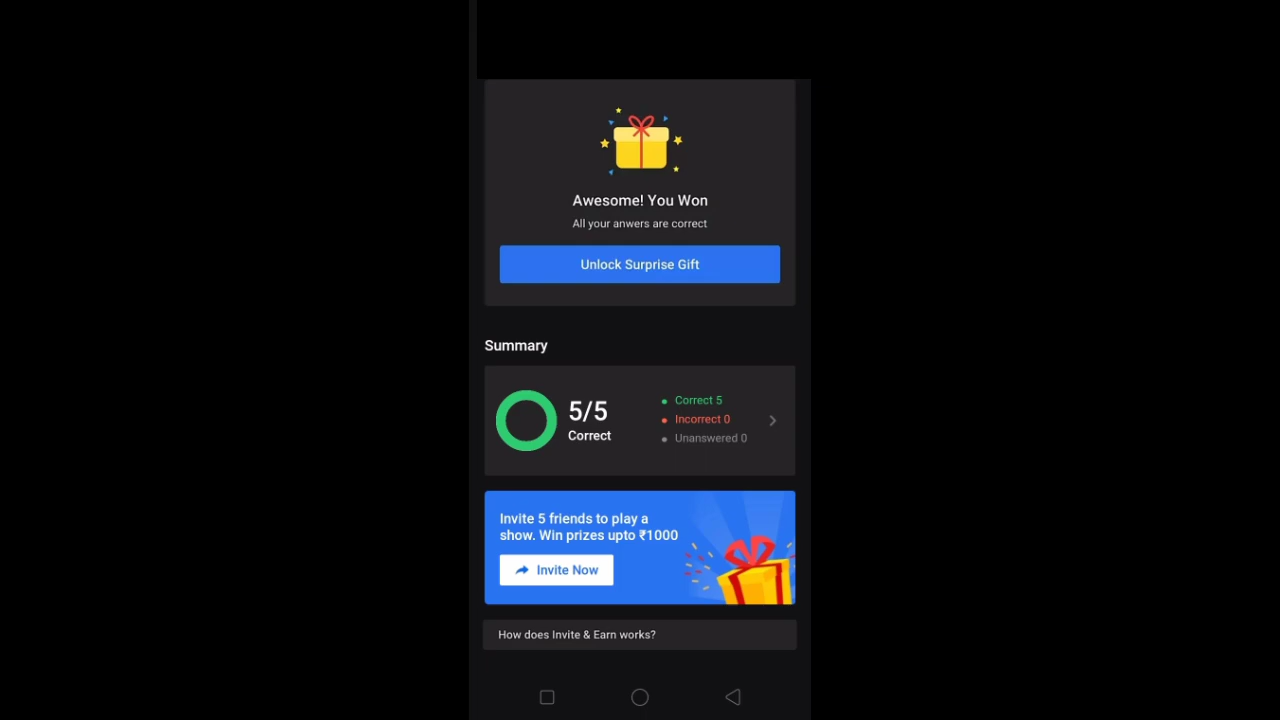 Awesome! You Won
All your anwers are correct
Unlock Surprise Gift
Summary
5/5
Correct
Correct 5
Incorrect 0
Unanswered 0
Invite 5 friends to play a
show. Win prizes upto ₹1000
Invite Now
How does Invite & Earn works?